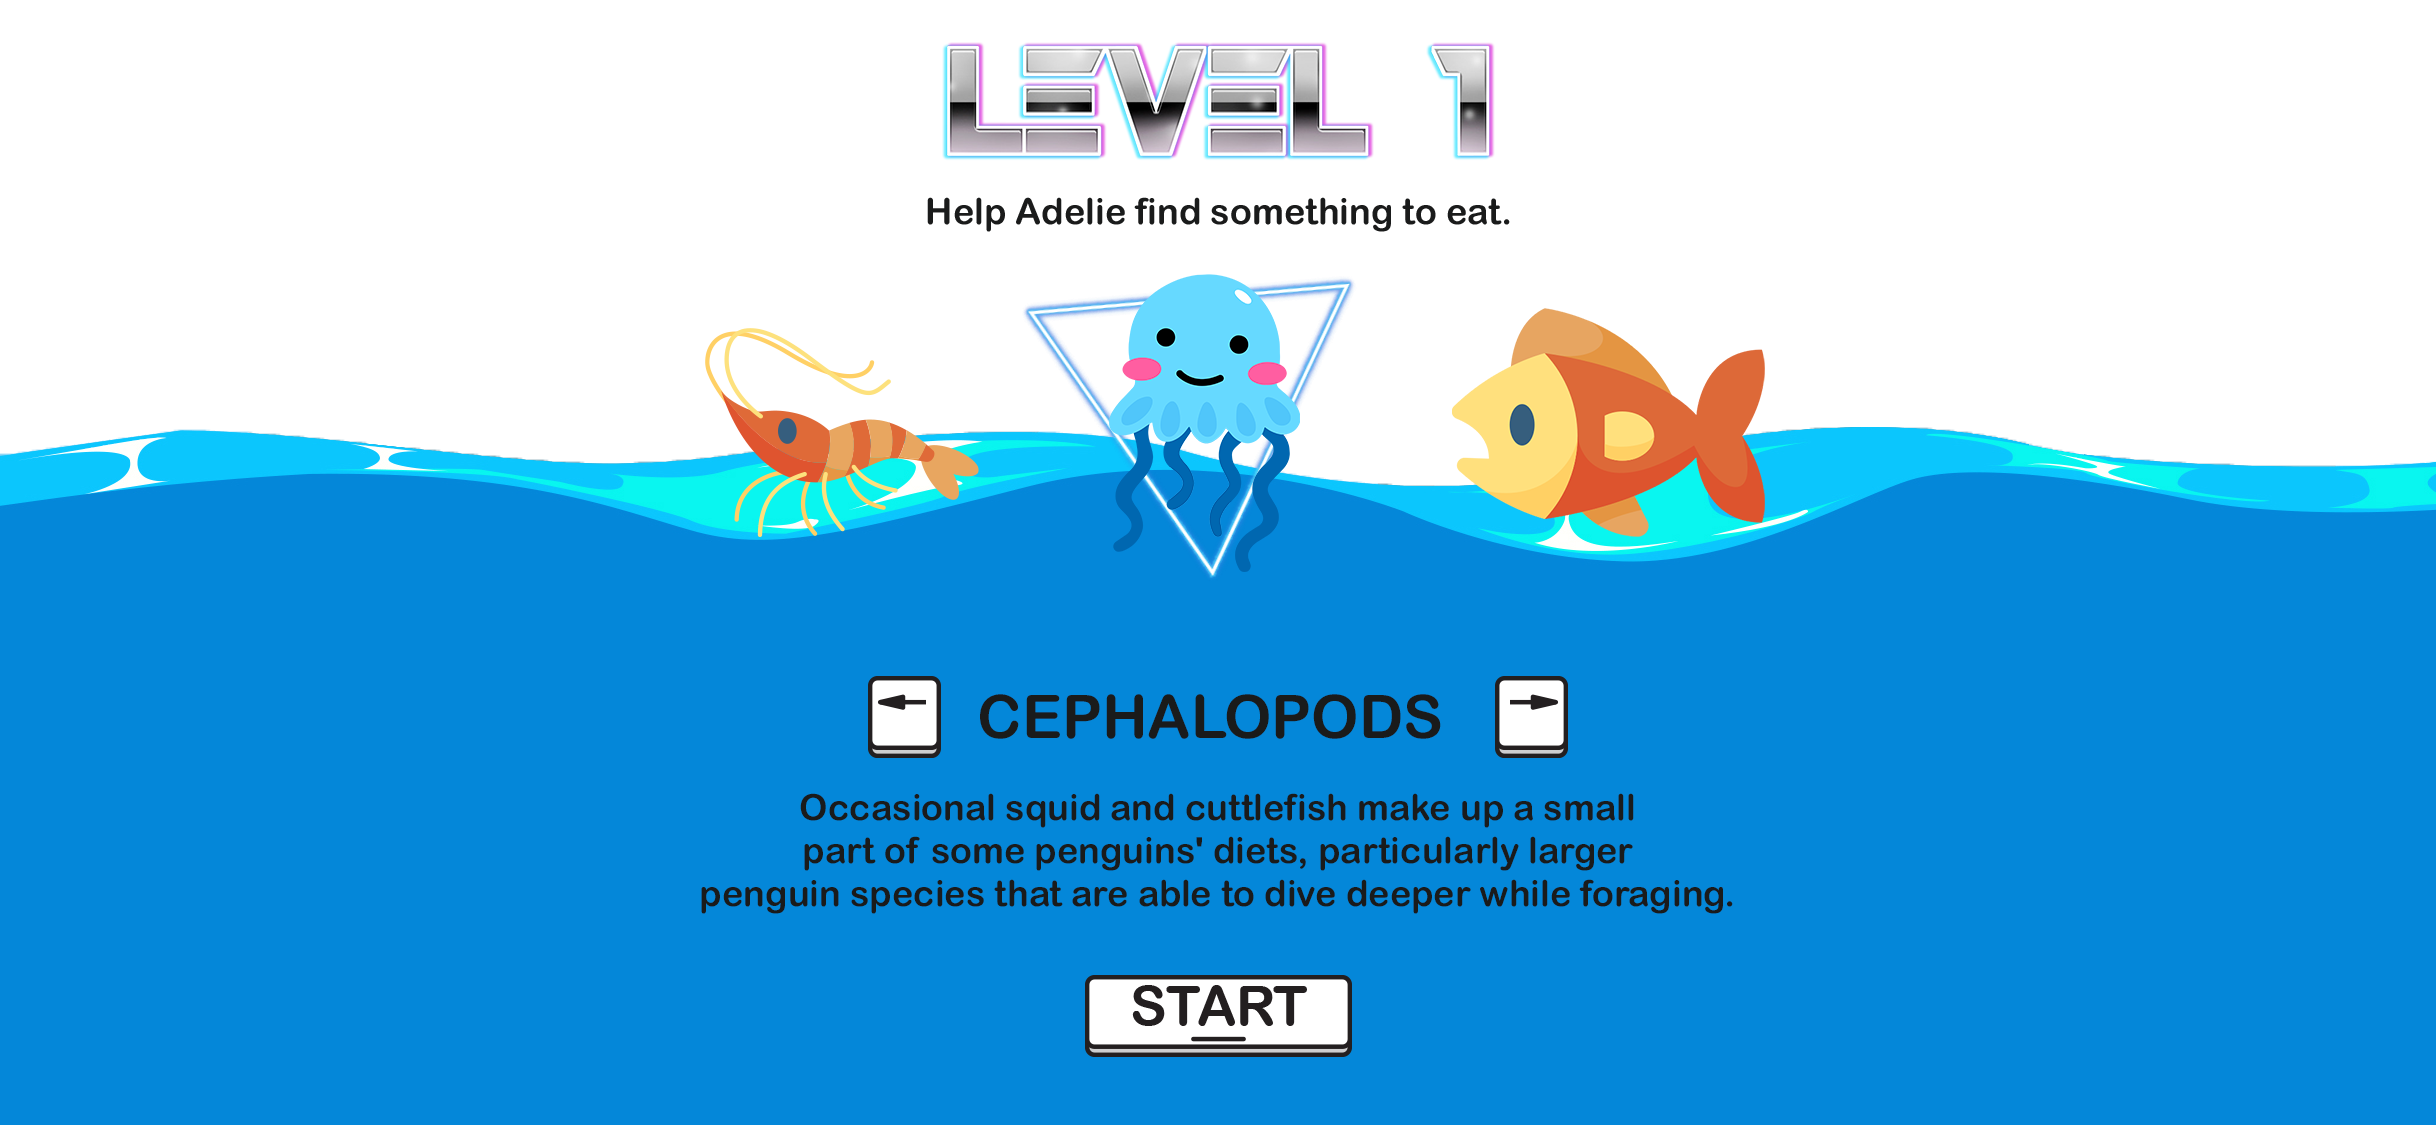 LEVEL 1
Help Adelie find something to eat.
CEPHALOPODS
Occasional squid and cuttlefish make up a small
part of some penguins' diets, particularly larger
penguin species that are able to dive deeper while foraging.
START